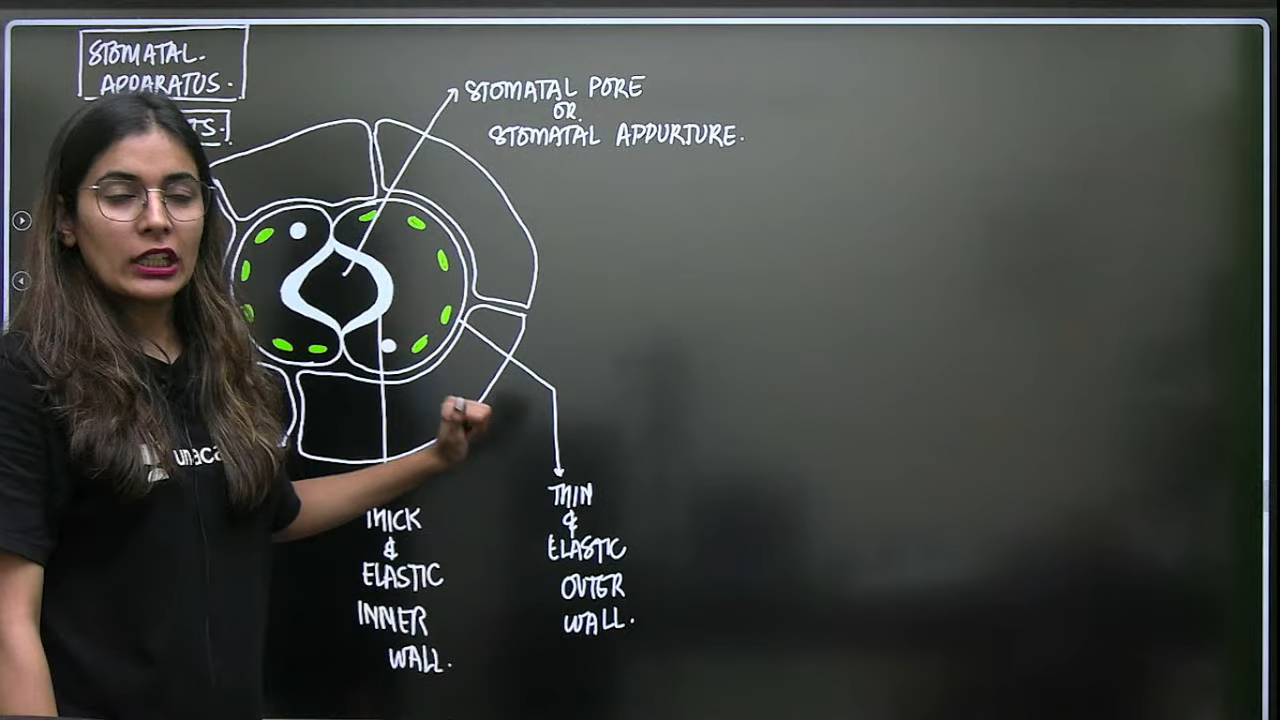 STOMATAL.
APPARATUS.
STOMATAL PORE
OR.
STOMATAL APPURTURE.
THICK
&
ELASTIC
INNER
WALL.
THIN
&
ELASTIC
OUTER
WALL.